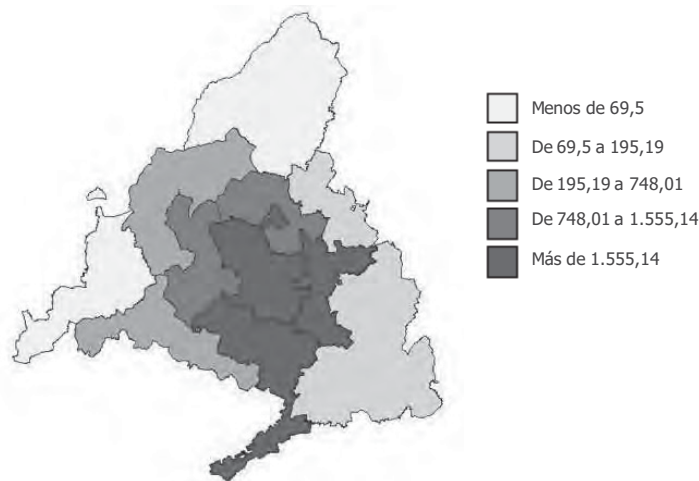 Menos de 69,5
De 69,5 a 195,19
De 195,19 a 748,01
De 748,01 a 1.555,14
Más de 1.555,14